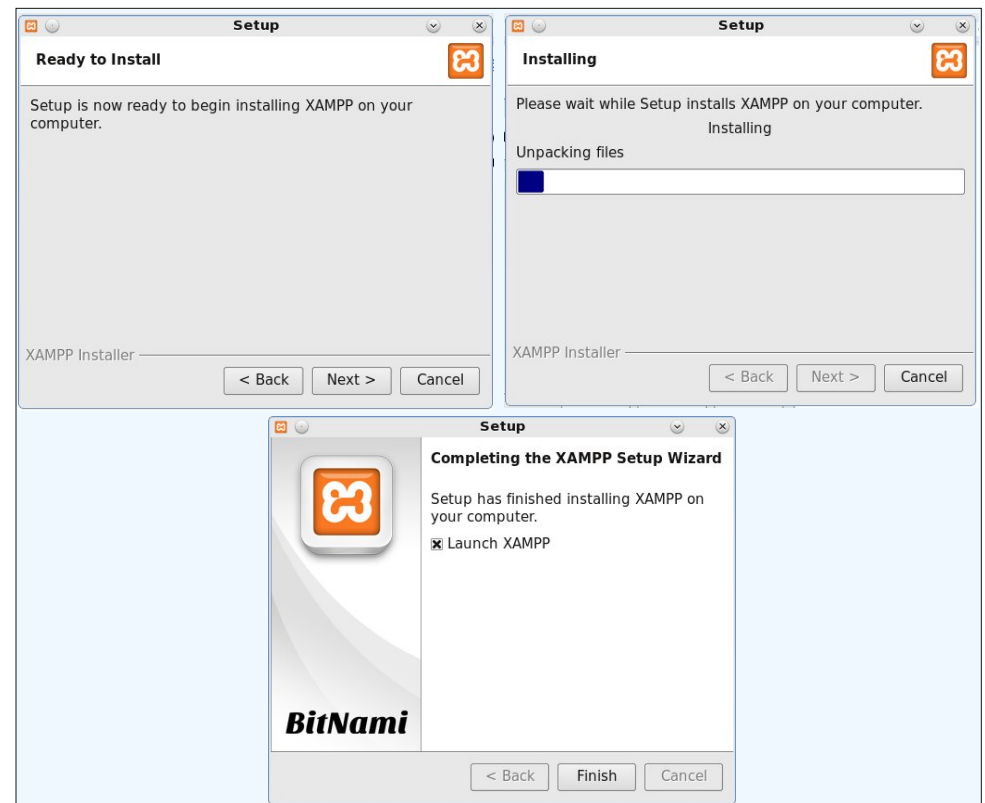 Setup
Ready to Install
Setup is now ready to begin installing XAMPP on your
computer.
XAMPP Installer
< Back
Next >
Cancel
Setup
Installing
Please wait while Setup installs XAMPP on your computer.
Installing
Unpacking files
XAMPP Installer
< Back
Next >
Cancel
Setup
Completing the XAMPP Setup Wizard
Setup has finished installing XAMPP on
your computer.
Launch XAMPP
BitNami
< Back
Finish
Cancel